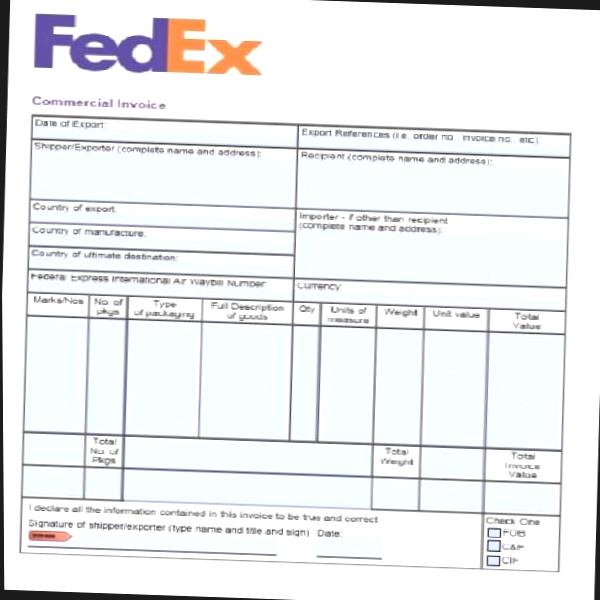 FedEx
Commercial Invoice
Date of Export:
Export References (i.e. order no., invoice no., etc):
Shipper/Exporter (complete name and address):
Recipient (complete name and address):
Country of export:
Importer - if other than recipient
(complete name and address):
Country of manufacture:
Country of ultimate destination:
Federal Express International Air Waybill Number
Currency:
Marks/Nos No. of pkgs Type of packaging Full Description of goods Qty Units of measure Weight Unit value Total Value
Total No. of Pkgs Total Weight Total Invoice Value
I declare all the information contained in this invoice to be true and correct
Signature of shipper/exporter (type name and title and sign) Date:
Check One
FOB
C&F
CIF